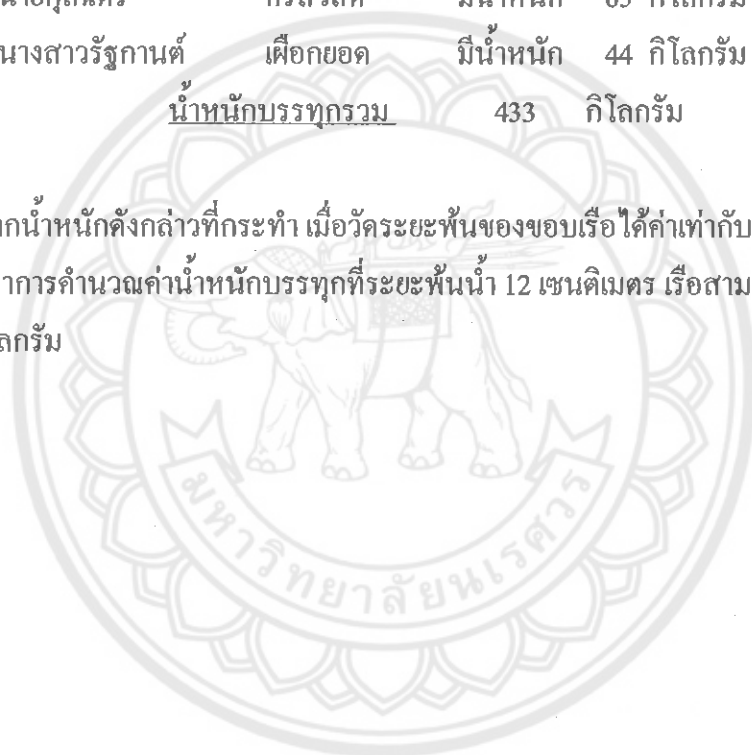 นางสาวรัฐกานต์ เผือกยอด มีน้ำหนัก 44 กิโลกรัม
น้ำหนักบรรทุกรวม 433 กิโลกรัม
ากน้ำหนักดังกล่าวที่กระทำ เมื่อวัดระยะพ้นของขอบเรือได้ค่าเท่ากับ
าการคำนวณค่าน้ำหนักบรรทุกที่ระยะพ้นน้ำ 12 เซนติเมตร เรือสาม
ลกรัม
มหาวิทยาลัยนเรศวร